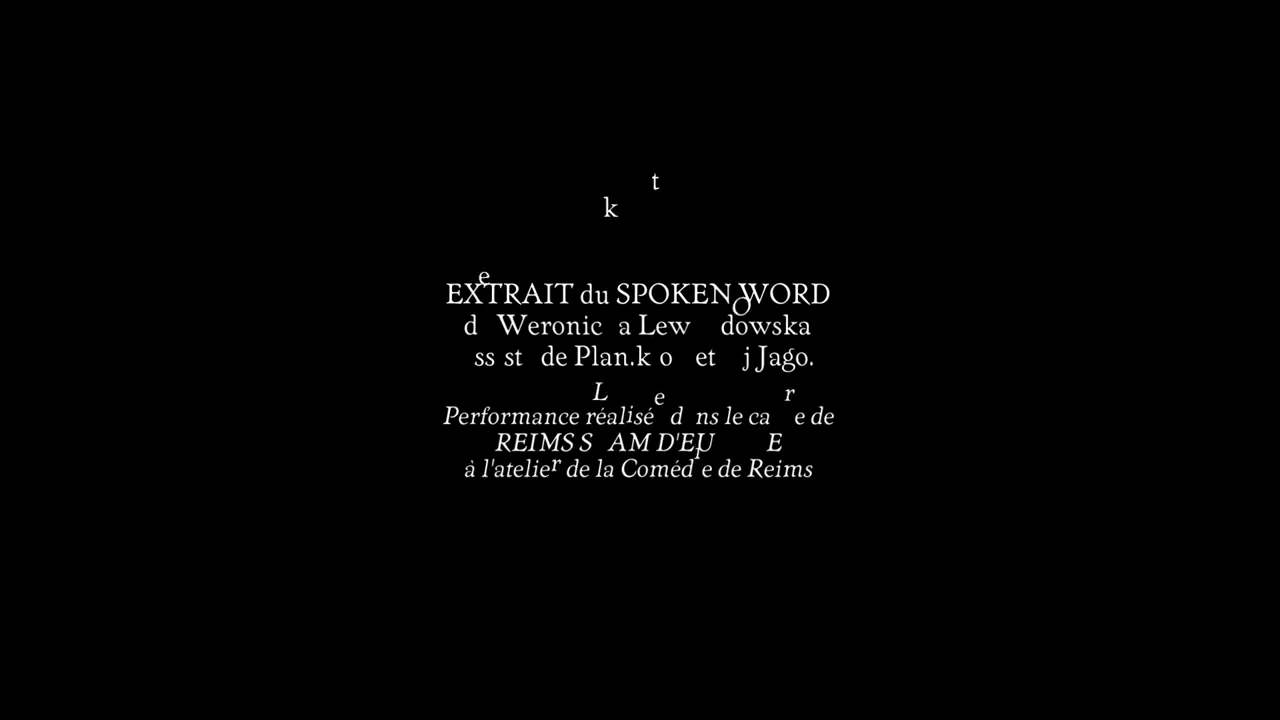 t
k
e
EXTRAIT du SPOKEN WORD
O
d Weronic a Lew dowska
ss st de Plan.k o et j Jago.
L e r
Performance réalisé d ns le ca e de
REIMS S AM D'EU E
à l'atelier de la Coméd e de Reims